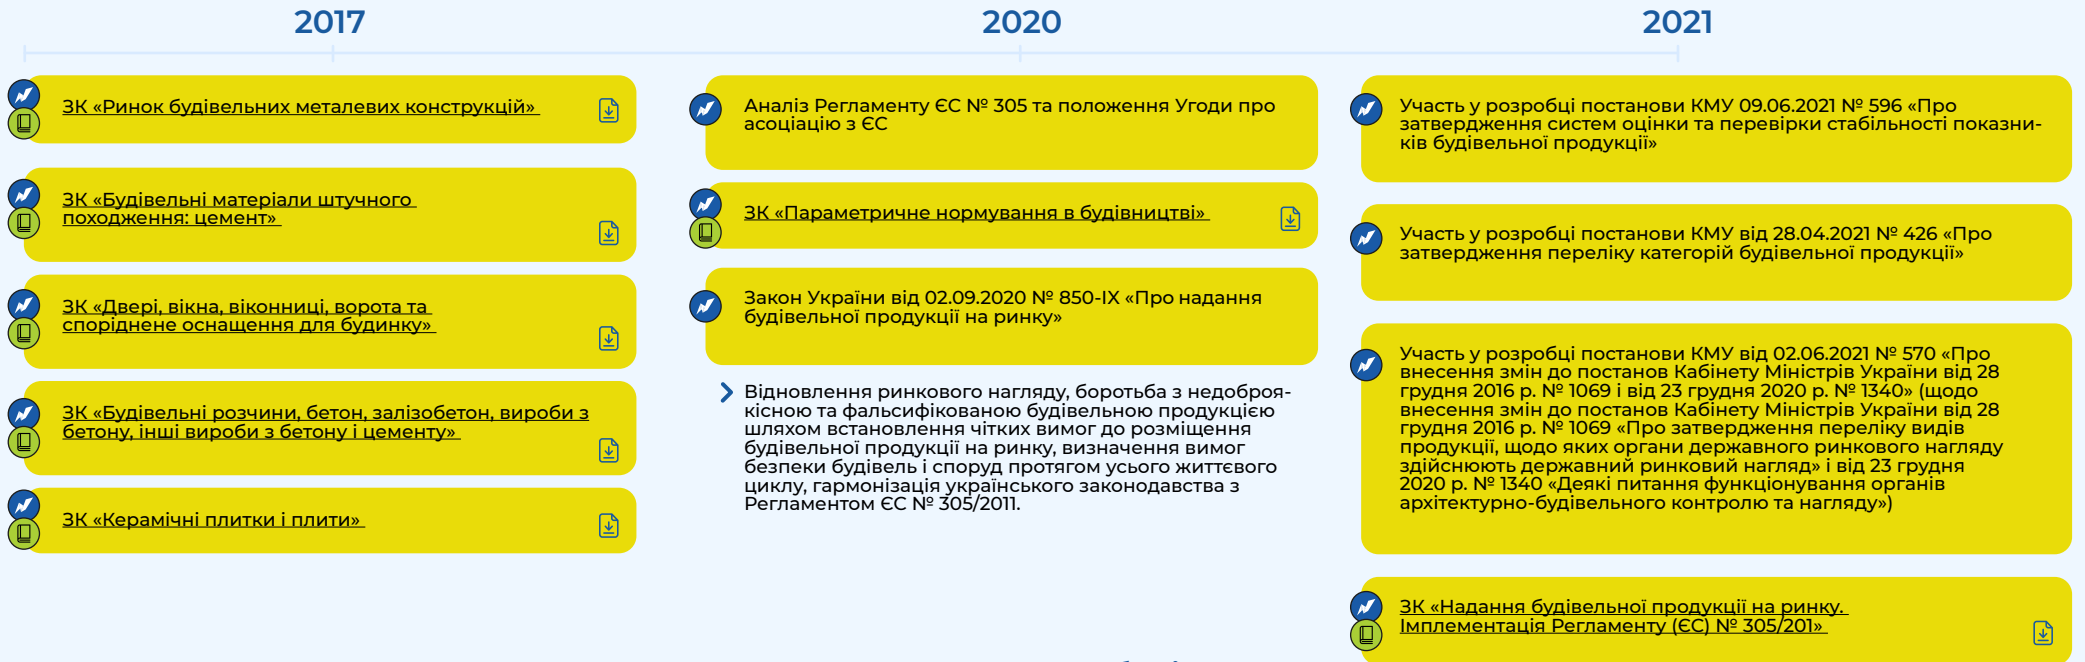 2017
2020
2021
ЗК «Ринок будівельних металевих конструкцій»
ЗК «Будівельні матеріали штучного
походження: цемент»
ЗК «Двері, вікна, віконниці, ворота та
споріднене оснащення для будинку»
ЗК «Будівельні розчини, бетон, залізобетон, вироби з
бетону, інші вироби з бетону і цементу»
ЗК «Керамічні плитки і плити»
Аналіз Регламенту ЄС № 305 та положення Угоди про
асоціацію з ЄС
ЗК «Параметричне нормування в будівництві»
Закон України від 02.09.2020 № 850-IX «Про надання
будівельної продукції на ринку»
Відновлення ринкового нагляду, боротьба з недоброя-
кісною та фальсифікованою будівельною продукцією
шляхом встановлення чітких вимог до розміщення
будівельної продукції на ринку, визначення вимог
безпеки будівель і споруд протягом усього життєвого
циклу, гармонізація українського законодавства з
Регламентом ЄС № 305/2011.
Участь у розробці постанови КМУ 09.06.2021 № 596 «Про
затвердження систем оцінки та перевірки стабільності показни-
ків будівельної продукції»
Участь у розробці постанови КМУ від 28.04.2021 № 426 «Про
затвердження переліку категорій будівельної продукції»
Участь у розробці постанови КМУ від 02.06.2021 № 570 «Про
внесення змін до постанов Кабінету Міністрів України від 28
грудня 2016 р. № 1069 і від 23 грудня 2020 р. № 1340» (щодо
внесення змін до постанов Кабінету Міністрів України від 28
грудня 2016 р. № 1069 «Про затвердження переліку видів
продукції, щодо яких органи державного ринкового нагляду
здійснюють державний ринковий нагляд» і від 23 грудня
2020 р. № 1340 «Деякі питання функціонування органів
архітектурно-будівельного контролю та нагляду»)
ЗК «Надання будівельної продукції на ринку.
Імплементація Регламенту (ЄС) № 305/201»